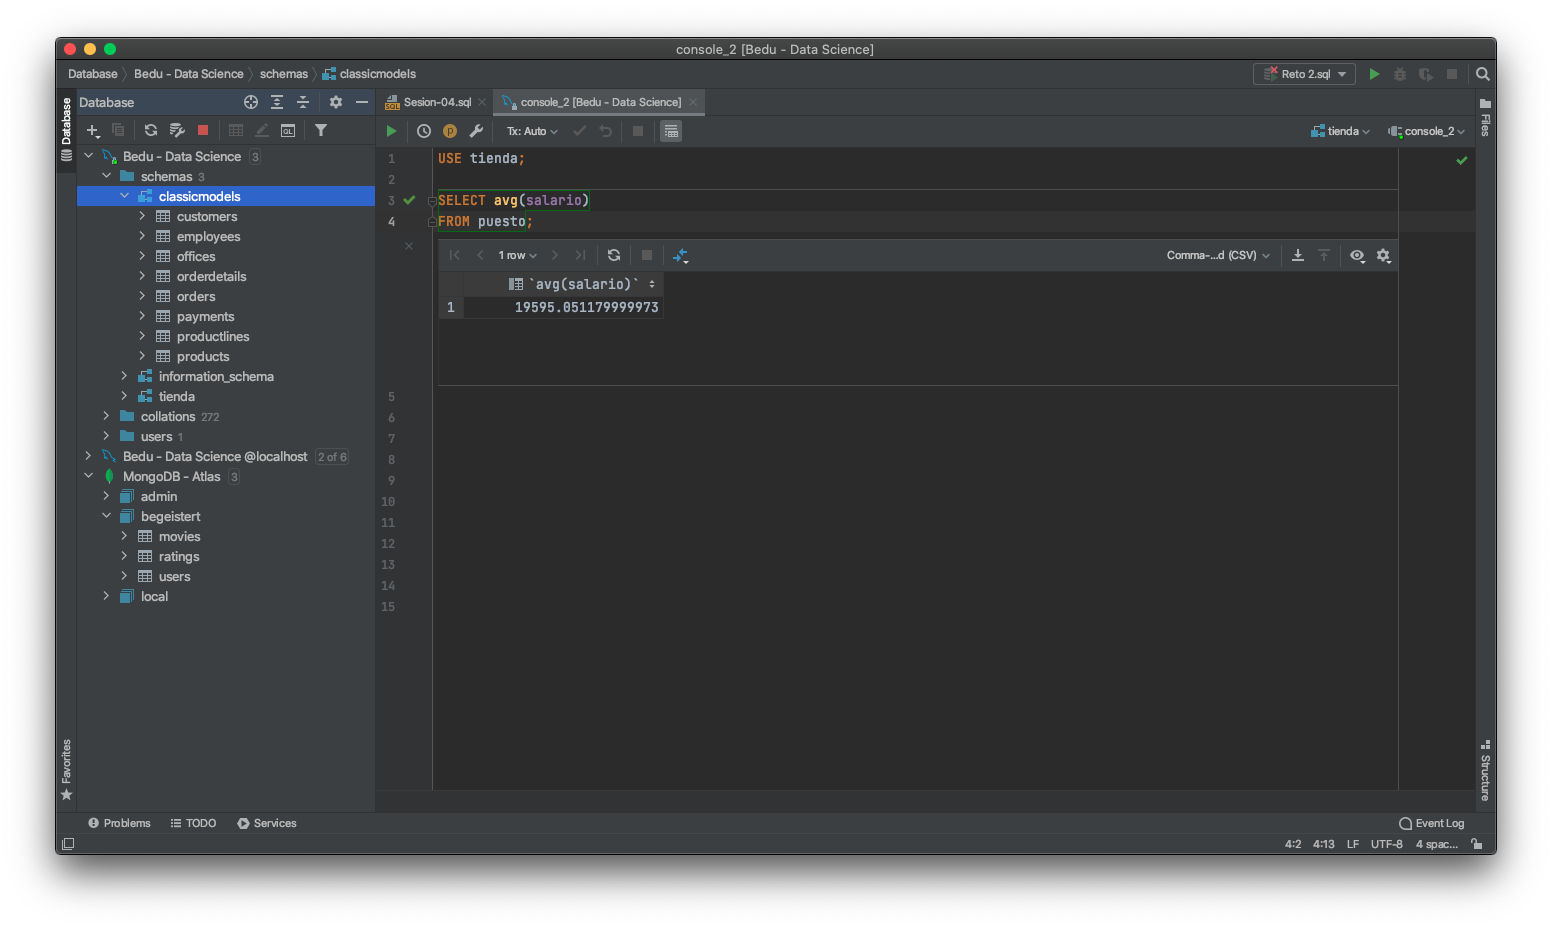 console_2 [Bedu - Data Science]
Database Bedu - Data Science schemas classicmodels
Reto 2.sql
Database
Database
Sesion-04.sql
console_2 [Bedu - Data Science]
Files
Tx: Auto
tienda
console_2
Bedu - Data Science 3
schemas 3
classicmodels
customers
employees
offices
orderdetails
orders
payments
productlines
products
information_schema
tienda
collations 272
users 1
Bedu - Data Science @localhost 2 of 6
MongoDB - Atlas 3
admin
begeistert
movies
ratings
users
local
1 USE tienda;
2
3 SELECT avg(salario)
4 FROM puesto;
1 row
Comma-...d (CSV)
`avg(salario)`
1 19595.051179999973
5
6
7
8
9
10
11
12
13
14
15
Favorites
Structure
Problems TODO Services
Event Log
4:2 4:13 LF UTF-8 4 spac...